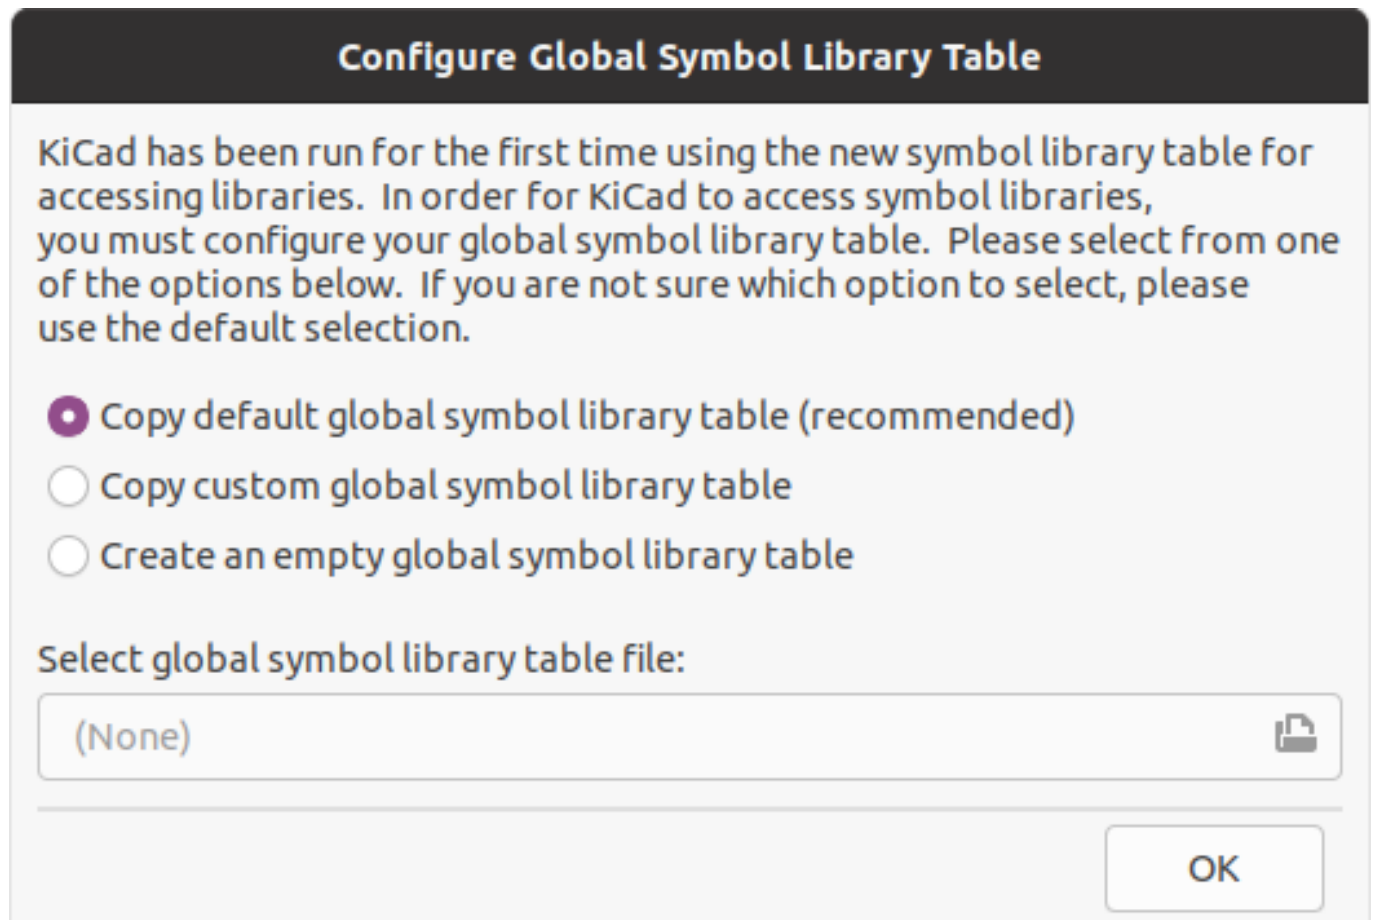 Configure Global Symbol Library Table
KiCad has been run for the first time using the new symbol library table for
accessing libraries.  In order for KiCad to access symbol libraries,
you must configure your global symbol library table.  Please select from one
of the options below.  If you are not sure which option to select, please
use the default selection.
Copy default global symbol library table (recommended)
Copy custom global symbol library table
Create an empty global symbol library table
Select global symbol library table file:
(None)
OK